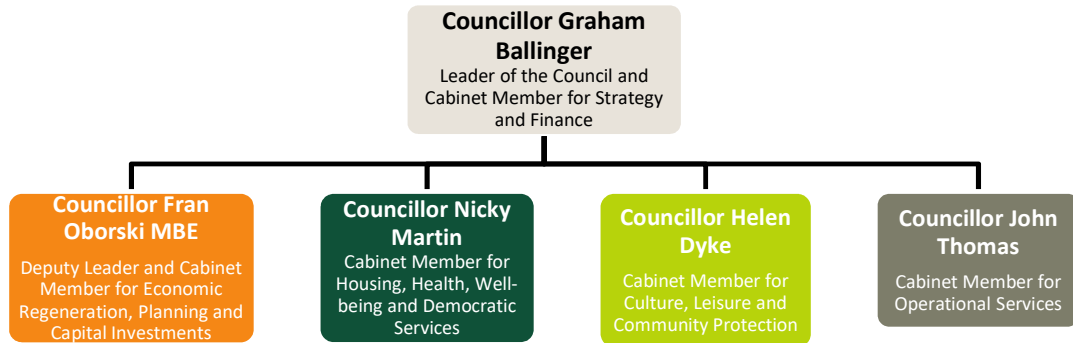 Councillor Graham
Ballinger
Leader of the Council and
Cabinet Member for Strategy
and Finance
Councillor Fran
Oborski MBE
Deputy Leader and Cabinet
Member for Economic
Regeneration, Planning and
Capital Investments
Councillor Nicky
Martin
Cabinet Member for
Housing, Health, Well-
being and Democratic
Services
Councillor Helen
Dyke
Cabinet Member for
Culture, Leisure and
Community Protection
Councillor John
Thomas
Cabinet Member for
Operational Services